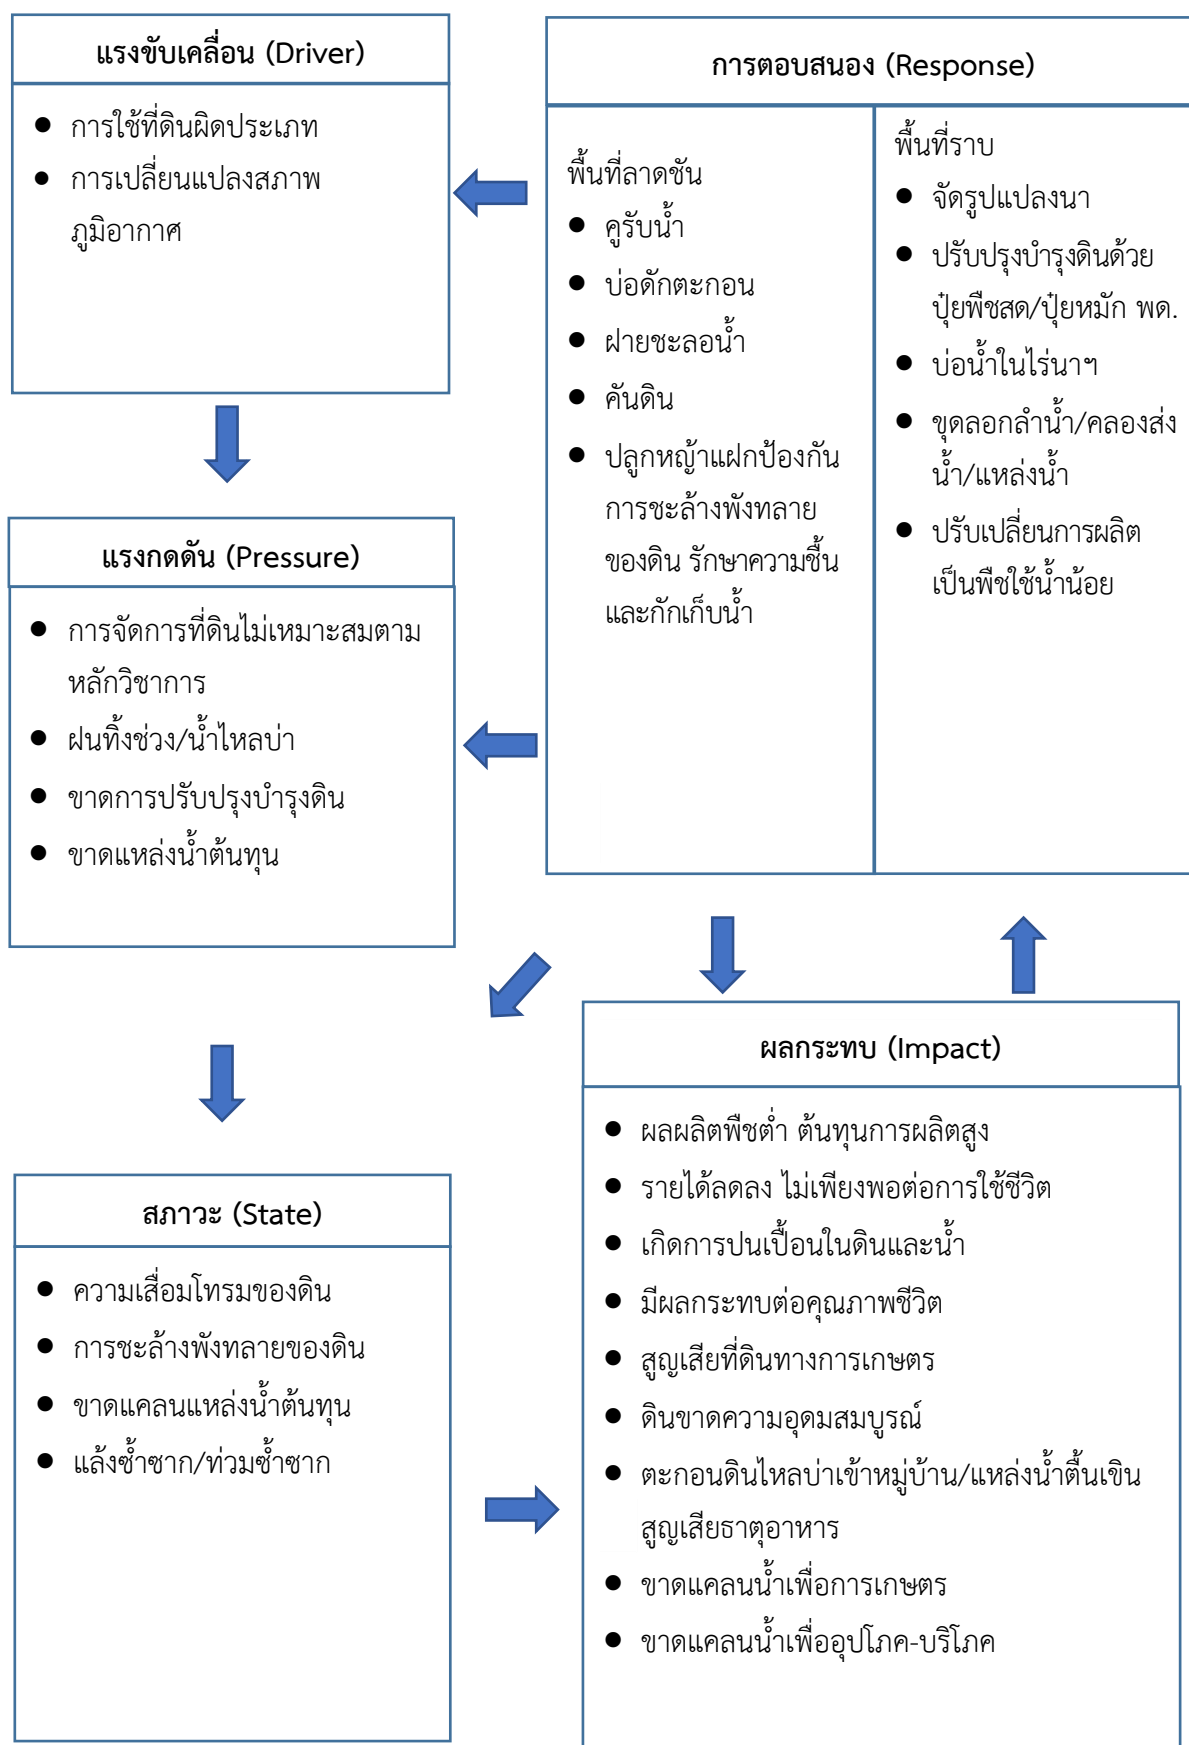 แรงขับเคลื่อน (Driver)
● การใช้ที่ดินผิดประเภท
● การเปลี่ยนแปลงสภาพ
ภูมิอากาศ
การตอบสนอง (Response)
พื้นที่ลาดชัน
● คูรับน้ำ
● บ่อดักตะกอน
● ฝายชะลอน้ำ
● คันดิน
● ปลูกหญ้าแฝกป้องกัน
การชะล้างพังทลาย
ของดิน รักษาความชื้น
และกักเก็บน้ำ
พื้นที่ราบ
● จัดรูปแปลงนา
● ปรับปรุงบำรุงดินด้วย
ปุ๋ยพืชสด/ปุ๋ยหมัก พด.
● บ่อน้ำในไร่นาฯ
● ขุดลอกลำน้ำ/คลองส่ง
น้ำ/แหล่งน้ำ
● ปรับเปลี่ยนการผลิต
เป็นพืชใช้น้ำน้อย
แรงกดดัน (Pressure)
● การจัดการที่ดินไม่เหมาะสมตาม
หลักวิชาการ
● ฝนทิ้งช่วง/น้ำไหลบ่า
● ขาดการปรับปรุงบำรุงดิน
● ขาดแหล่งน้ำต้นทุน
สภาวะ (State)
● ความเสื่อมโทรมของดิน
● การชะล้างพังทลายของดิน
● ขาดแคลนแหล่งน้ำต้นทุน
● แล้งซ้ำซาก/ท่วมซ้ำซาก
ผลกระทบ (Impact)
● ผลผลิตพืชต่ำ ต้นทุนการผลิตสูง
● รายได้ลดลง ไม่เพียงพอต่อการใช้ชีวิต
● เกิดการปนเปื้อนในดินและน้ำ
● มีผลกระทบต่อคุณภาพชีวิต
● สูญเสียที่ดินทางการเกษตร
● ดินขาดความอุดมสมบูรณ์
● ตะกอนดินไหลบ่าเข้าหมู่บ้าน/แหล่งน้ำตื้นเขิน
สูญเสียธาตุอาหาร
● ขาดแคลนน้ำเพื่อการเกษตร
● ขาดแคลนน้ำเพื่ออุปโภค-บริโภค